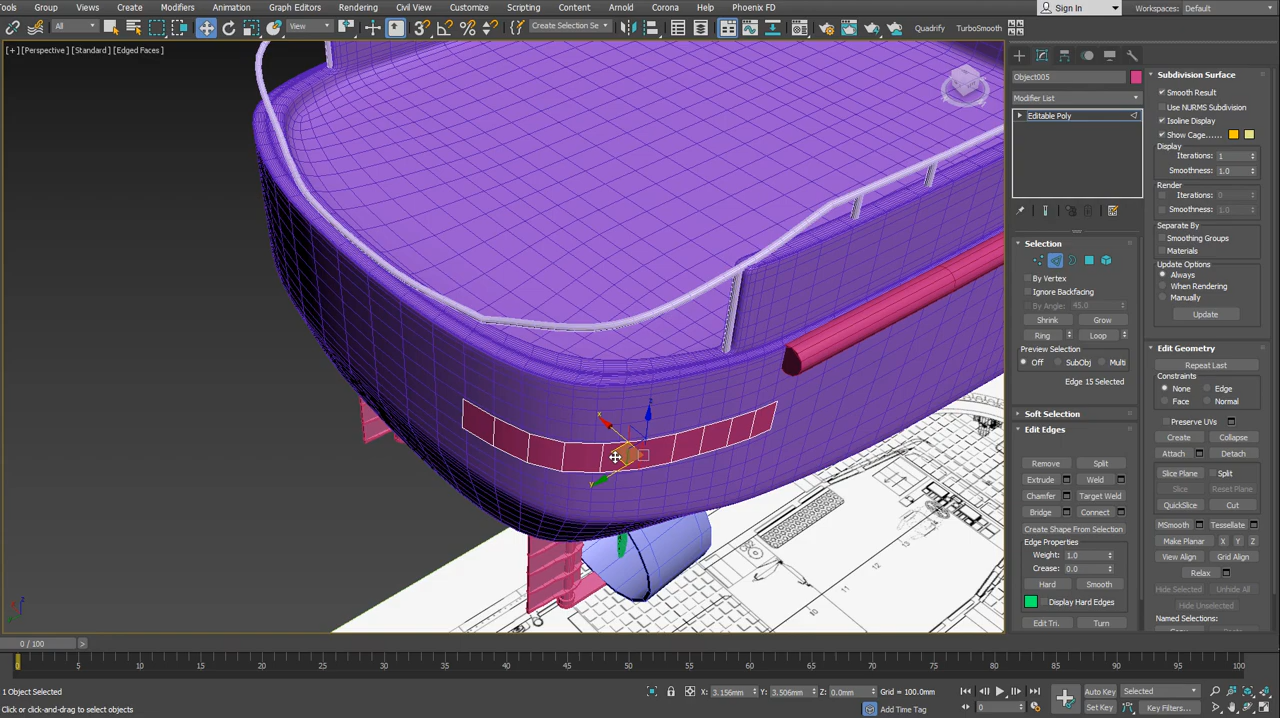 Tools Group Views Create Modifiers Animation Graph Editors Rendering Civil View Customize Scripting Content Arnold Corona Help Phoenix FD Sign In Workspaces: Default
All View Create Selection Se Quadrify TurboSmooth
[+] [Perspective] [Standard] [Edged Faces]
Object005
Modifier List
Editable Poly
Selection
By Vertex
Ignore Backfacing
By Angle: 45.0
Shrink Grow
Ring Loop
Preview Selection
Off SubObj Multi
Edge 15 Selected
Soft Selection
Edit Edges
Remove Split
Extrude Weld
Chamfer Target Weld
Bridge Connect
Create Shape From Selection
Edge Properties
Weight: 1.0
Crease: 0.0
Hard Smooth
Display Hard Edges
Edit Tri. Turn
Subdivision Surface
Smooth Result
Use NURMS Subdivision
Isoline Display
Show Cage......
Display
Iterations: 1
Smoothness: 1.0
Render
Iterations: 0
Smoothness: 1.0
Separate By
Smoothing Groups
Materials
Update Options
Always
When Rendering
Manually
Update
Edit Geometry
Repeat Last
Constraints
None Edge
Face Normal
Preserve UVs
Create Collapse
Attach Detach
Slice Plane Split
Slice Reset Plane
QuickSlice Cut
MSmooth Tessellate
Make Planar X Y Z
View Align Grid Align
Relax
Hide Selected Unhide All
Hide Unselected
Named Selections:
13
12
11
10
0 / 100 >
0 5 10 15 20 25 30 35 40 45 50 55 60 65 70 75 80 85 90 95 100
1 Object Selected X: 3.156mm Y: 3.506mm Z: 0.0mm Grid = 100.0mm Auto Key Selected
Click or click-and-drag to select objects Add Time Tag 0 Set Key Key Filters...